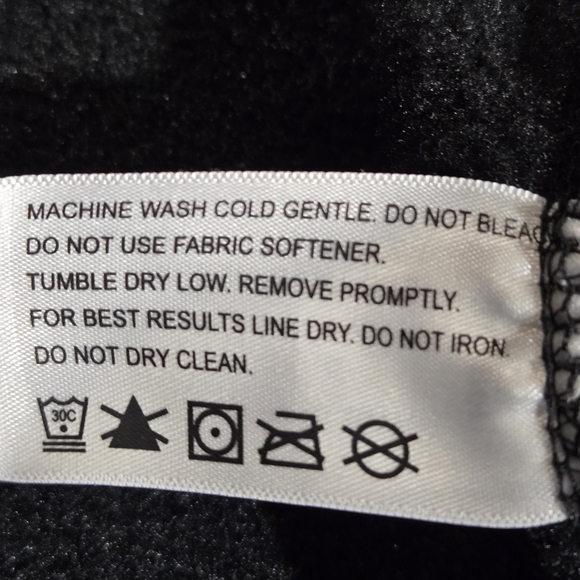 MACHINE WASH COLD GENTLE. DO NOT BLEAC
DO NOT USE FABRIC SOFTENER.
TUMBLE DRY LOW. REMOVE PROMPTLY.
FOR BEST RESULTS LINE DRY. DO NOT IRON.
DO NOT DRY CLEAN.
30C